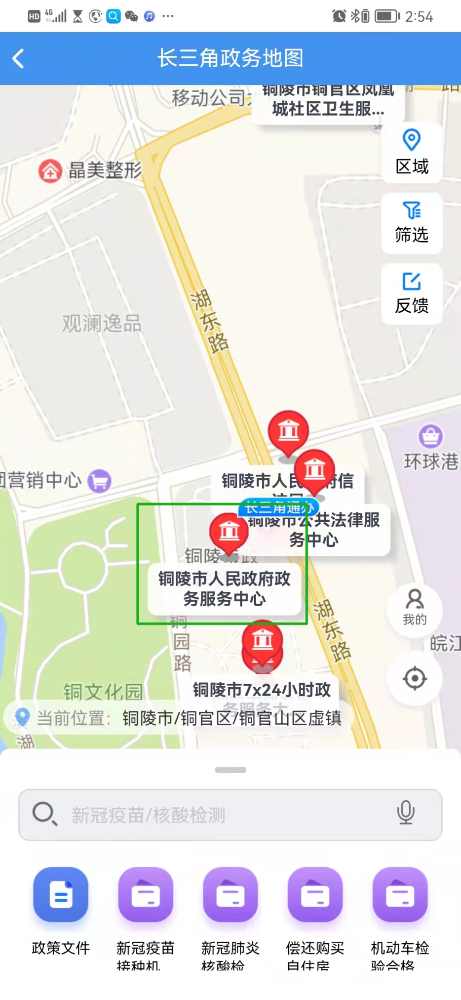 HD 4G 2:54
长三角政务地图
移动公司
铜陵市铜官区凤凰
城社区卫生服...
区域
晶美整形
筛选
反馈
湖东路
观澜逸品
环球港
营销中心
铜陵市人民 府信
长三角通办
铜陵市公共法律服
务中心
铜陵市政
铜陵市人民政府政
务服务中心
湖东路
我的
铜园路
皖江
铜陵市7x24小时政
务服务大...
铜文化园
当前位置：铜陵市/铜官区/铜官山区虚镇
湖
新冠疫苗/核酸检测
政策文件
新冠疫苗
接种机
新冠肺炎
核酸检
偿还购买
自住房
机动车检
验合格